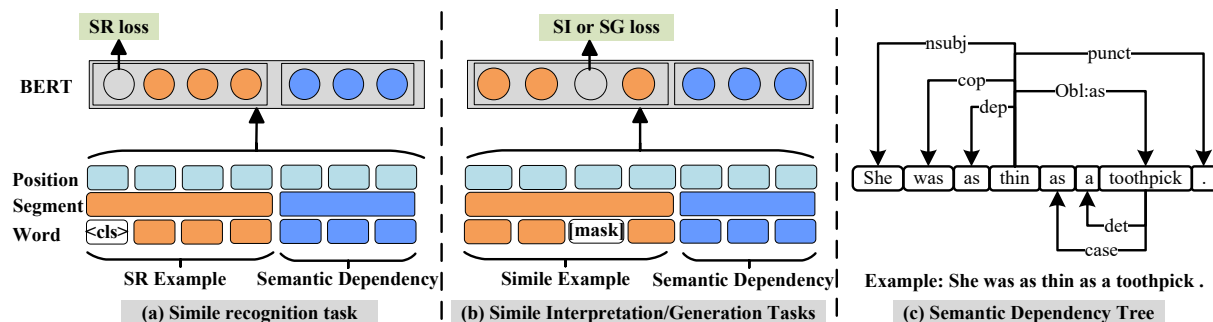 SR loss
BERT
Position
Segment
Word
<cls>
SR Example
Semantic Dependency
(a) Simile recognition task
SI or SG loss
[mask]
Simile Example
Semantic Dependency
(b) Simile Interpretation/Generation Tasks
nsubj
punct
cop
Obl:as
dep
She was as thin as a toothpick .
det
case
Example: She was as thin as a toothpick .
(c) Semantic Dependency Tree